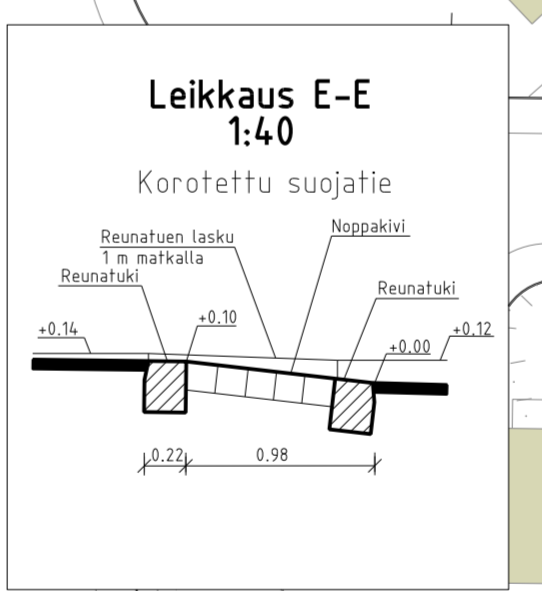 Leikkaus E-E
1:40
Korotettu suojatie
Noppakivi
Reunatuen lasku
1 m matkalla
Reunatuki
Reunatuki
+0.10
+0.14
+0.12
+0.00
0.22
0.98